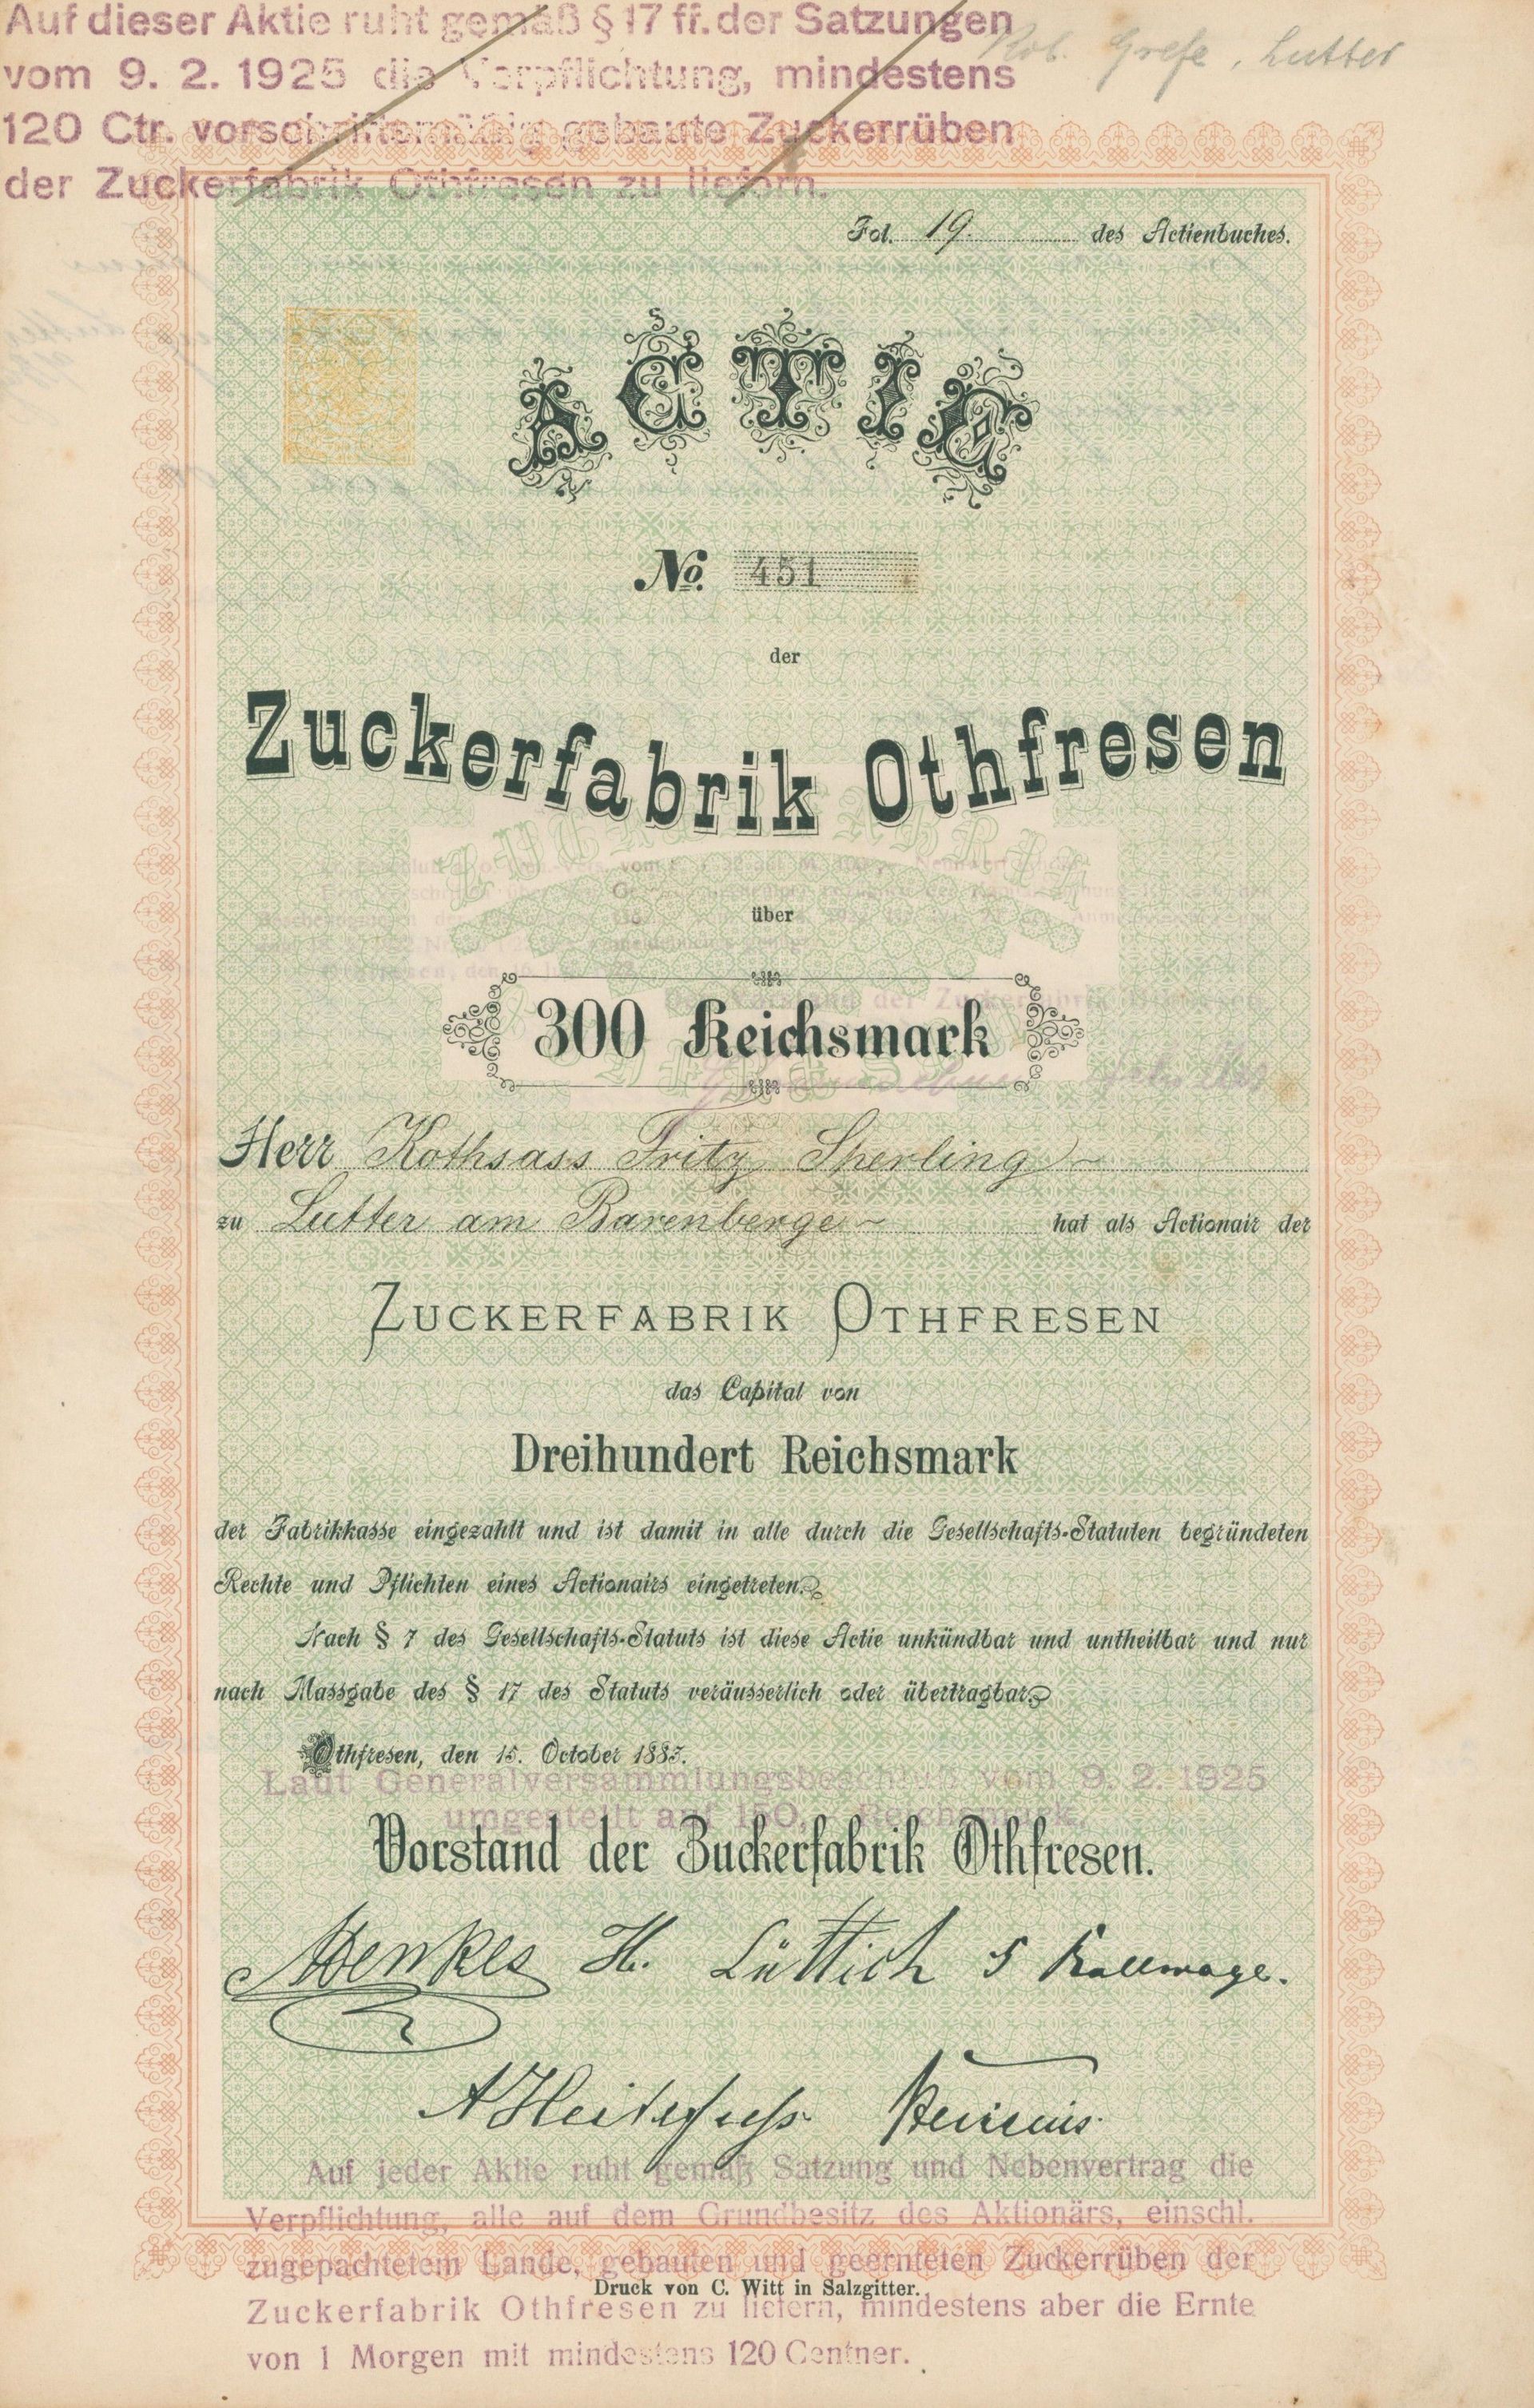 Auf dieser Aktie ruht gemäß § 17 ff. der Satzungen
vom 9. 2. 1925 die Verpflichtung, mindestens
120 Ctr. vorschriftsmäßig gebaute Zuckerrüben
der Zuckerfabrik Othfresen zu liefern.
Rob. Grefe, Lutter
Fol. 19. des Actienbuches.
ACTIE
No. 451
der
Zuckerfabrik Othfresen
über
300 Reichsmark
Herr Kothsass Fritz Sperling
zu Lutter am Barenberge hat als Actionair der
ZUCKERFABRIK OTHFRESEN
das Capital von
Dreihundert Reichsmark
der Fabrikkasse eingezahlt und ist damit in alle durch die Gesellschafts-Statuten begründeten
Rechte und Pflichten eines Actionairs eingetreten.
Nach § 7 des Gesellschafts-Statuts ist diese Actie unkündbar und untheilbar und nur
nach Massgabe des § 17 des Statuts veräusserlich oder übertragbar.
Othfresen, den 15. October 1883.
Laut Generalversammlungsbeschluß vom 9. 2. 1925
umgestellt auf 150,- Reichsmark.
Vorstand der Zuckerfabrik Othfresen.
Menkes H. Lüttich S Kallmage.
Auf jeder Aktie ruht gemäß Satzung und Nebenvertrag die
Verpflichtung, alle auf dem Grundbesitz des Aktionärs, einschl.
zugepachtetem Lande, gebauten und geernteten Zuckerrüben der
Druck von C. Witt in Salzgitter.
Zuckerfabrik Othfresen zu liefern, mindestens aber die Ernte
von 1 Morgen mit mindestens 120 Centner.